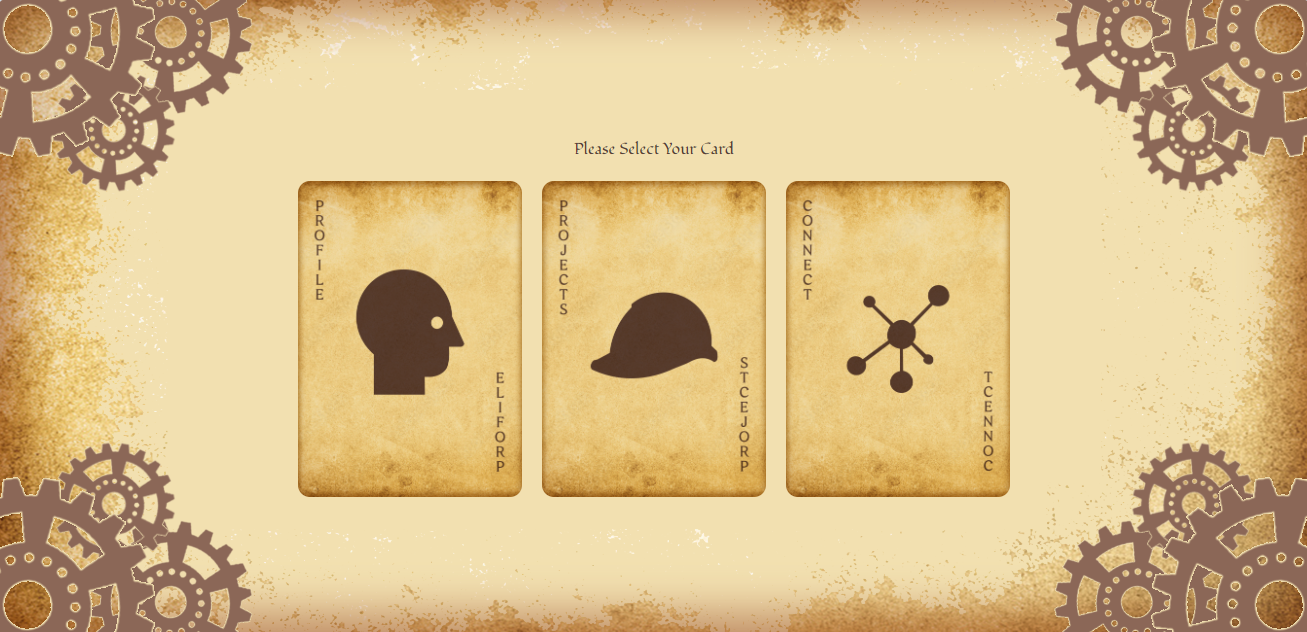 Please Select Your Card
PROFILE
ELIFORP
PROJECTS
STCEJORP
CONNECT
TCENNOC